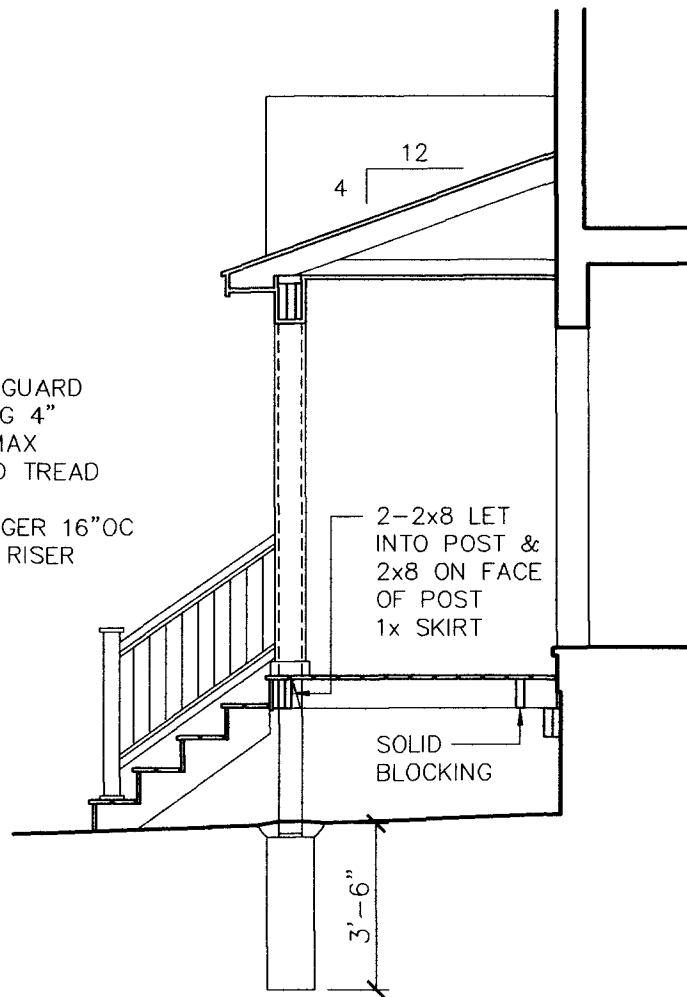 12
4
GUARD
G 4"
MAX
D TREAD
GER 16"OC
RISER
2-2x8 LET
INTO POST &
2x8 ON FACE
OF POST
1x SKIRT
SOLID
BLOCKING
3'-6"